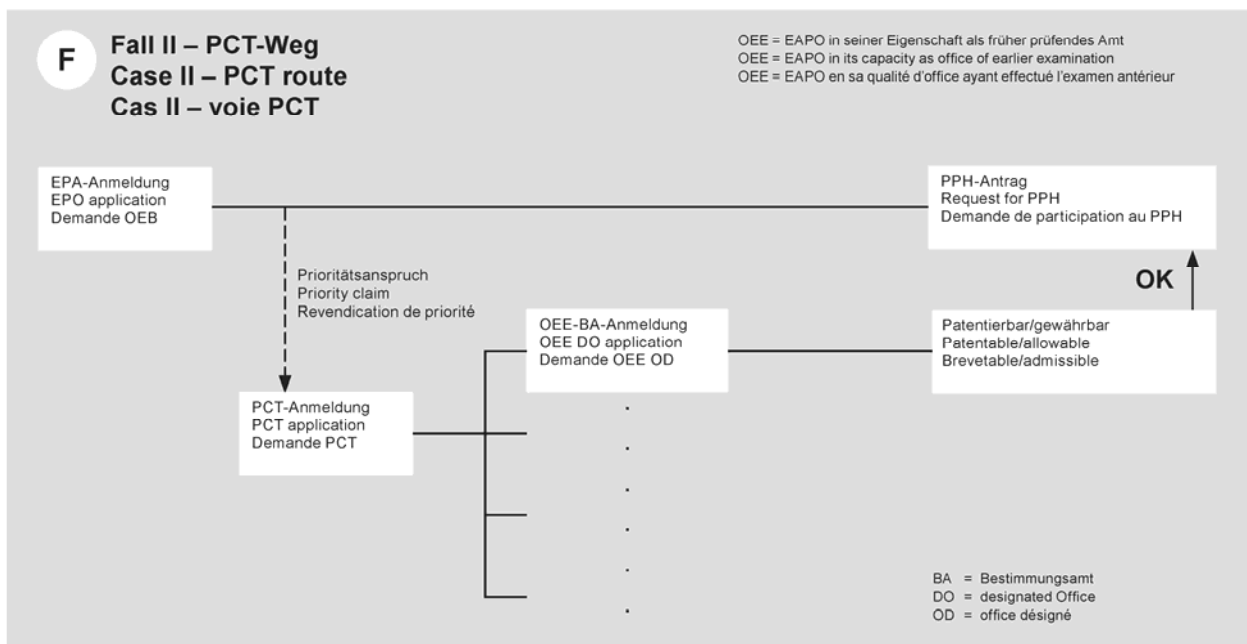 F
Fall II – PCT-Weg
Case II – PCT route
Cas II – voie PCT
OEE = EAPO in seiner Eigenschaft als früher prüfendes Amt
OEE = EAPO in its capacity as office of earlier examination
OEE = EAPO en sa qualité d'office ayant effectué l'examen antérieur
EPA-Anmeldung
EPO application
Demande OEB
PPH-Antrag
Request for PPH
Demande de participation au PPH
Prioritätsanspruch
Priority claim
Revendication de priorité
OK
OEE-BA-Anmeldung
OEE DO application
Demande OEE OD
Patentierbar/gewährbar
Patentable/allowable
Brevetable/admissible
PCT-Anmeldung
PCT application
Demande PCT
BA = Bestimmungsamt
DO = designated Office
OD = office désigné